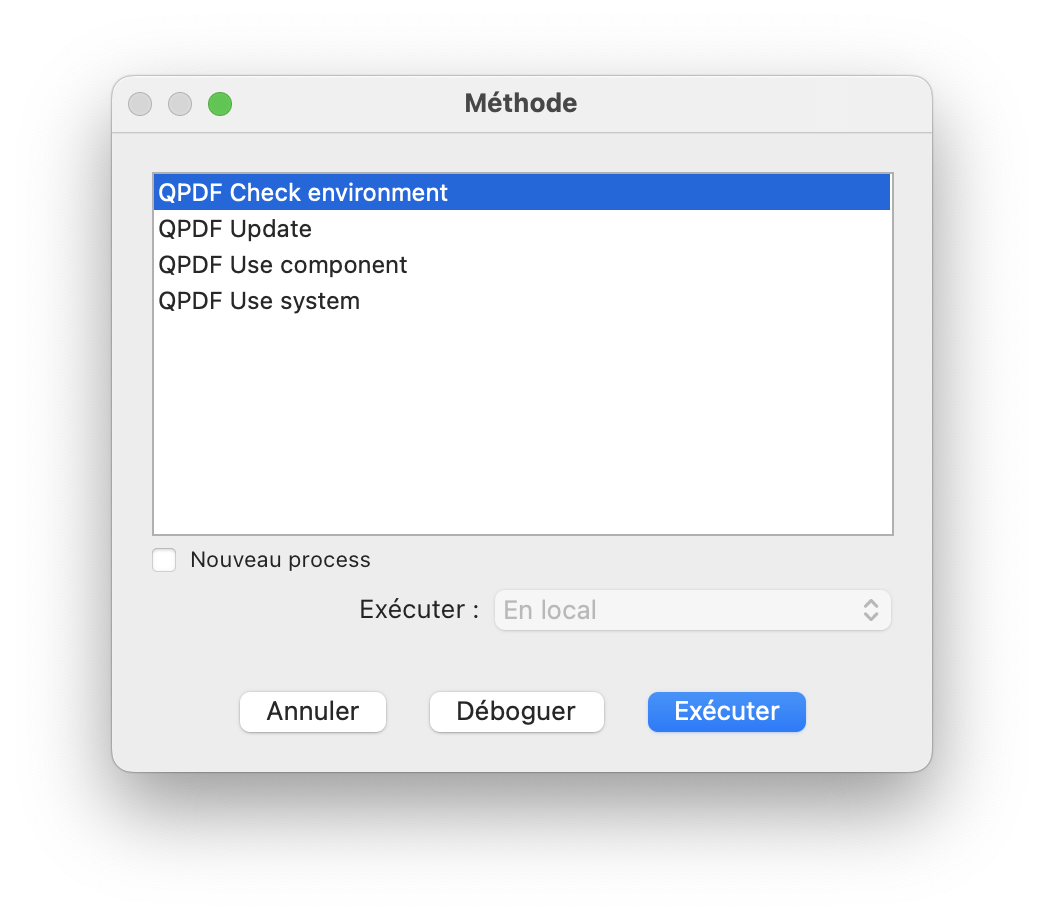 Méthode
QPDF Check environment
QPDF Update
QPDF Use component
QPDF Use system
Nouveau process
Exécuter :
En local
Annuler
Déboguer
Exécuter